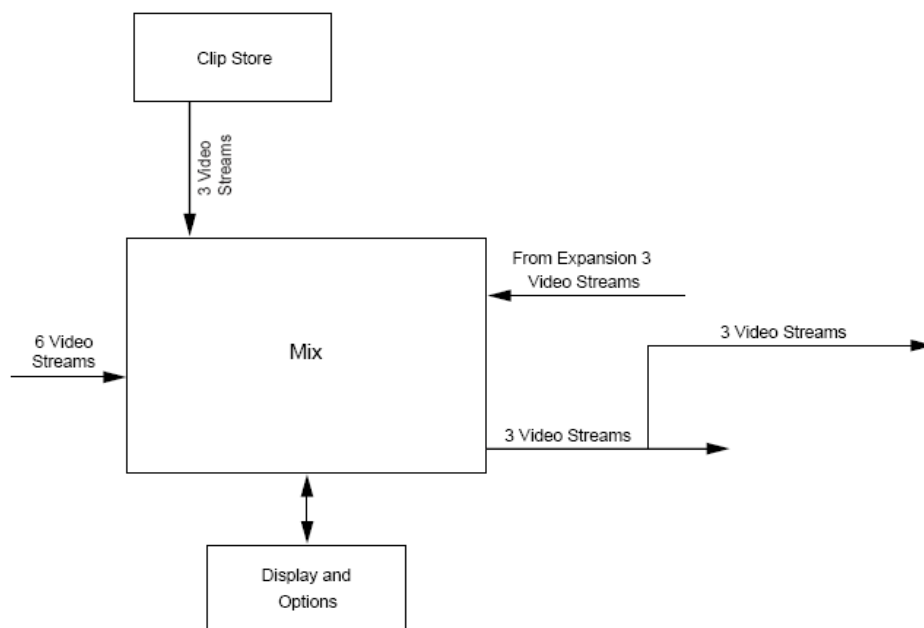 Clip Store
3 Video
Streams
From Expansion 3
Video Streams
6 Video
Streams
Mix
3 Video Streams
3 Video Streams
Display and
Options